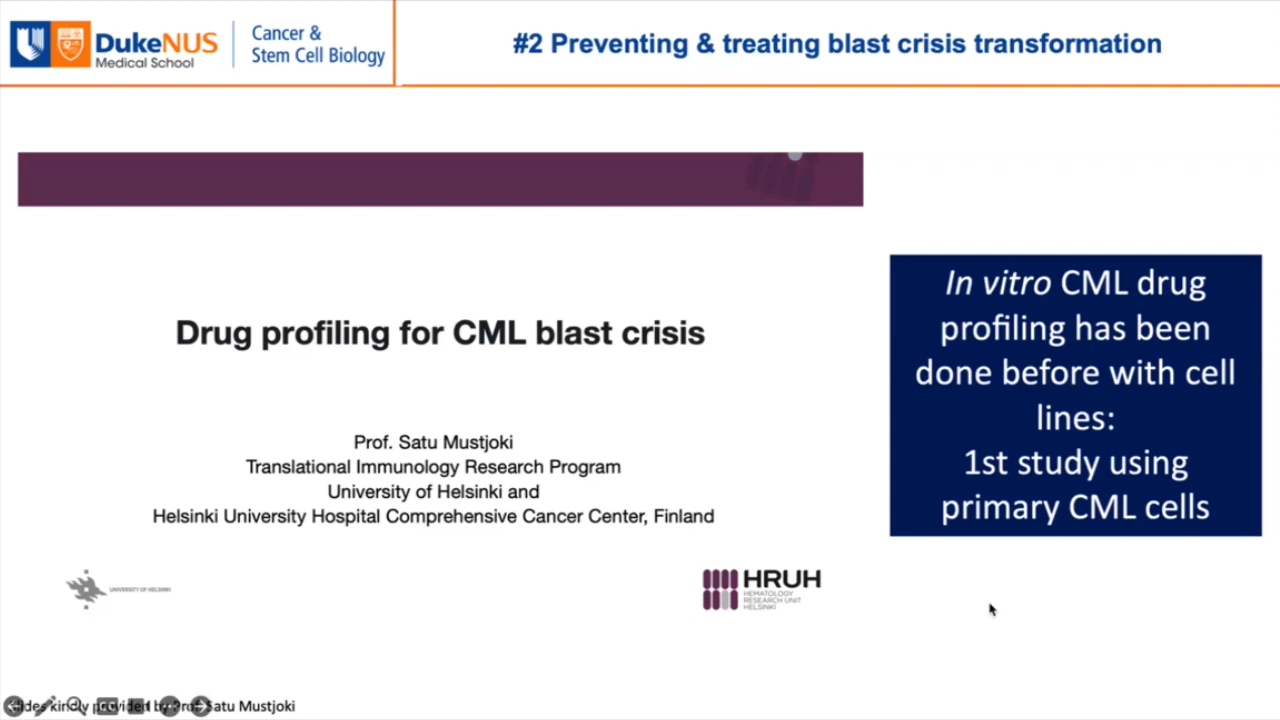 DukeNUS
Medical School
Cancer &
Stem Cell Biology
#2 Preventing & treating blast crisis transformation
Drug profiling for CML blast crisis
Prof. Satu Mustjoki
Translational Immunology Research Program
University of Helsinki and
Helsinki University Hospital Comprehensive Cancer Center, Finland
In vitro CML drug
profiling has been
done before with cell
lines:
1st study using
primary CML cells
UNIVERSITY OF HELSINKI
HRUH
HEMATOLOGY
RESEARCH UNIT
HELSINKI
kindly provided by Prof Satu Mustjoki